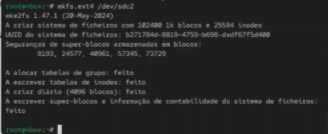 root@vbox:~# mkfs.ext4 /dev/sdc2
mke2fs 1.47.1 (20-May-2024)
A criar sistema de ficheiros com 102400 1k blocos e 25584 inodes
UUID do sistema de ficheiros: b271784d-8819-4759-b698-dadf67f5d400
Seguranças de super-blocos armazenadas em blocos:
8193, 24577, 40961, 57345, 73729
A alocar tabelas de grupo: feito
A escrever tabelas de inodes: feito
A criar diário (4096 blocos): feito
A escrever super-blocos e informação de contabilidade do sistema de ficheiros:
feito
root@vbox:~#